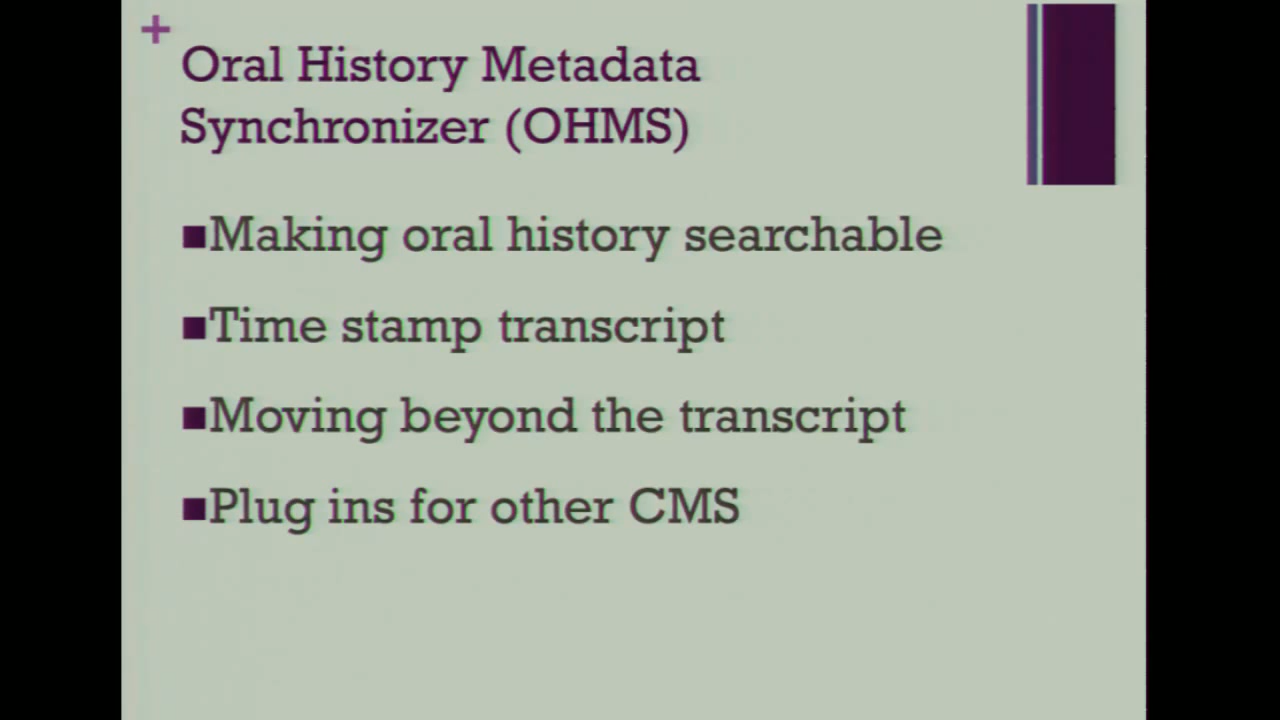 +
Oral History Metadata
Synchronizer (OHMS)
■Making oral history searchable
■Time stamp transcript
■Moving beyond the transcript
■Plug ins for other CMS